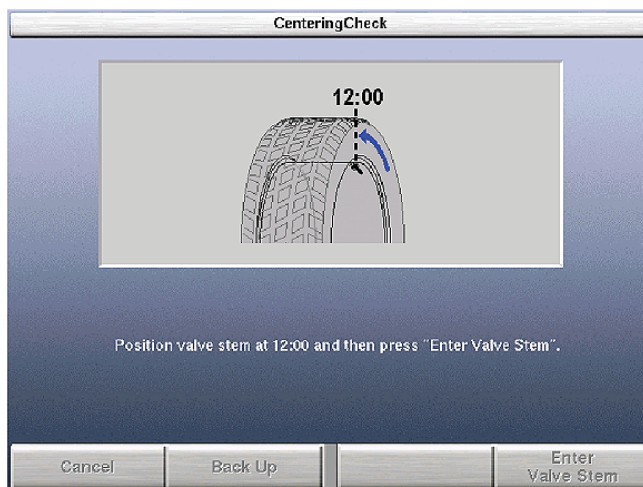 CenteringCheck
12:00
Position valve stem at 12:00 and then press "Enter Valve Stem".
Cancel
Back Up
Enter
Valve Stem